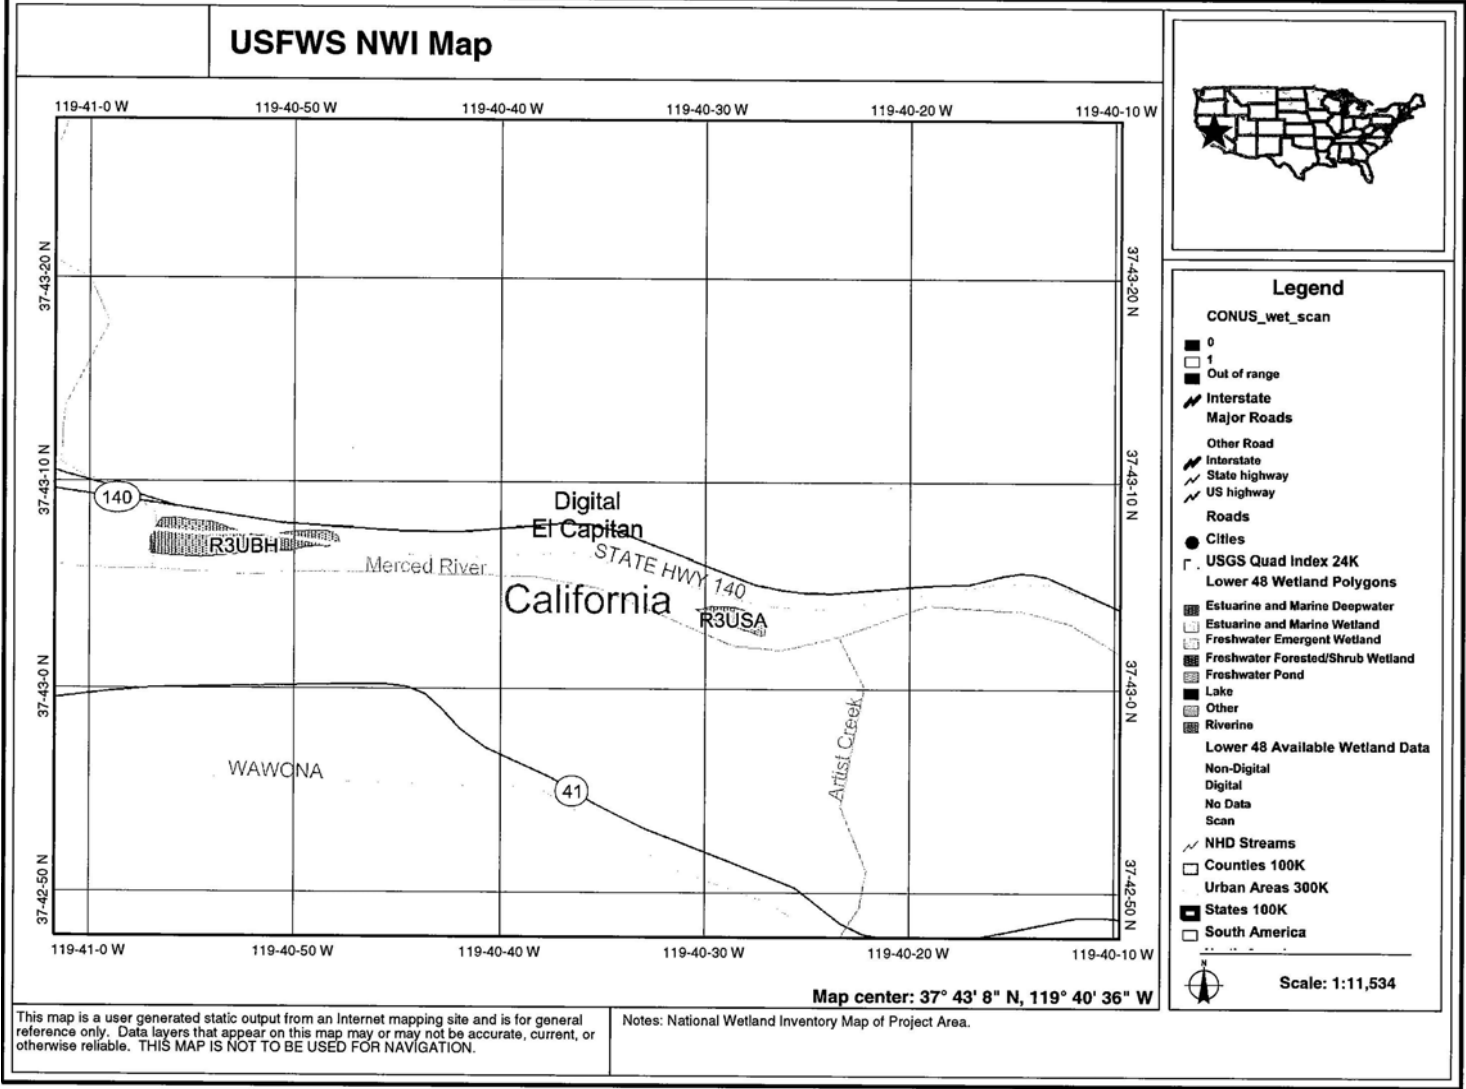 USFWS NWI Map
119-41-0 W
119-40-50 W
119-40-40 W
119-40-30 W
119-40-20 W
119-40-10 W
37-43-20 N
37-43-20 N
37-43-10 N
37-43-10 N
140
Digital
El Capitan
R3UBH
Merced River
STATE HWY 140
California
R3USA
37-43-0 N
37-43-0 N
Artist Creek
WAWONA
41
37-42-50 N
37-42-50 N
119-41-0 W
119-40-50 W
119-40-40 W
119-40-30 W
119-40-20 W
119-40-10 W
Map center: 37° 43' 8" N, 119° 40' 36" W
Legend
CONUS_wet_scan
0
1
Out of range
Interstate
Major Roads
Other Road
Interstate
State highway
US highway
Roads
Cities
USGS Quad Index 24K
Lower 48 Wetland Polygons
Estuarine and Marine Deepwater
Estuarine and Marine Wetland
Freshwater Emergent Wetland
Freshwater Forested/Shrub Wetland
Freshwater Pond
Lake
Other
Riverine
Lower 48 Available Wetland Data
Non-Digital
Digital
No Data
Scan
NHD Streams
Counties 100K
Urban Areas 300K
States 100K
South America
N
Scale: 1:11,534
This map is a user generated static output from an Internet mapping site and is for general
reference only. Data layers that appear on this map may or may not be accurate, current, or
otherwise reliable. THIS MAP IS NOT TO BE USED FOR NAVIGATION.
Notes: National Wetland Inventory Map of Project Area.